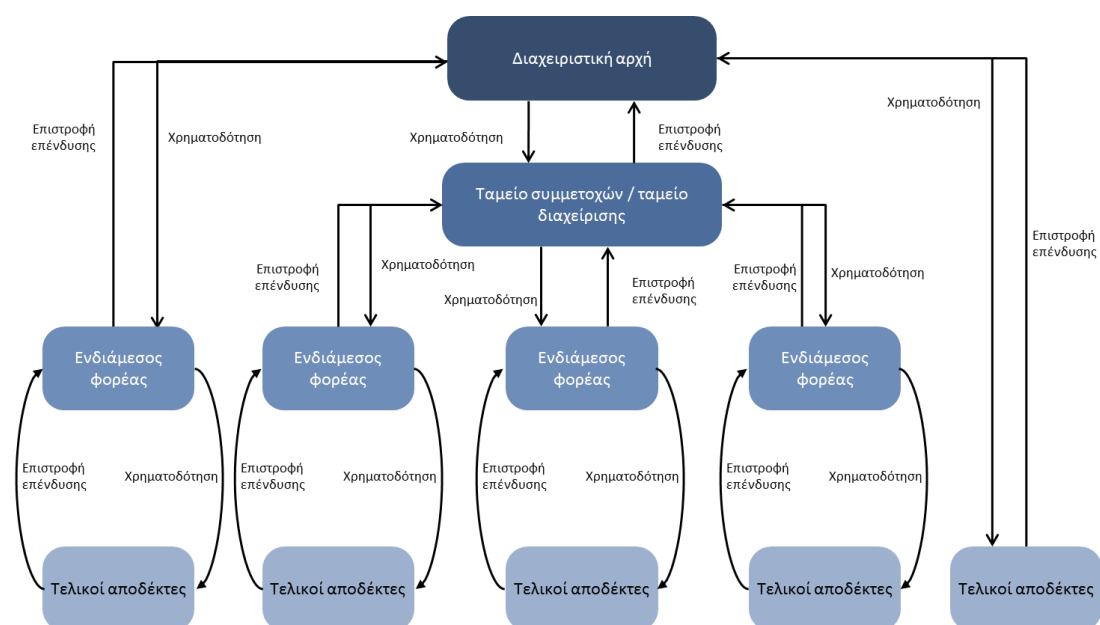 Διαχειριστική αρχή
Χρηματοδότηση
Επιστροφή
επένδυσης
Χρηματοδότηση
Χρηματοδότηση
Επιστροφή
επένδυσης
Ταμείο συμμετοχών / ταμείο
διαχείρισης
Επιστροφή
επένδυσης
Επιστροφή
επένδυσης
Χρηματοδότηση
Χρηματοδότηση
Επιστροφή
επένδυσης
Επιστροφή
επένδυσης
Χρηματοδότηση
Ενδιάμεσος
φορέας
Ενδιάμεσος
φορέας
Ενδιάμεσος
φορέας
Ενδιάμεσος
φορέας
Επιστροφή
επένδυσης
Χρηματοδότηση
Επιστροφή
επένδυσης
Χρηματοδότηση
Επιστροφή
επένδυσης
Χρηματοδότηση
Επιστροφή
επένδυσης
Χρηματοδότηση
Τελικοί αποδέκτες
Τελικοί αποδέκτες
Τελικοί αποδέκτες
Τελικοί αποδέκτες
Τελικοί αποδέκτες